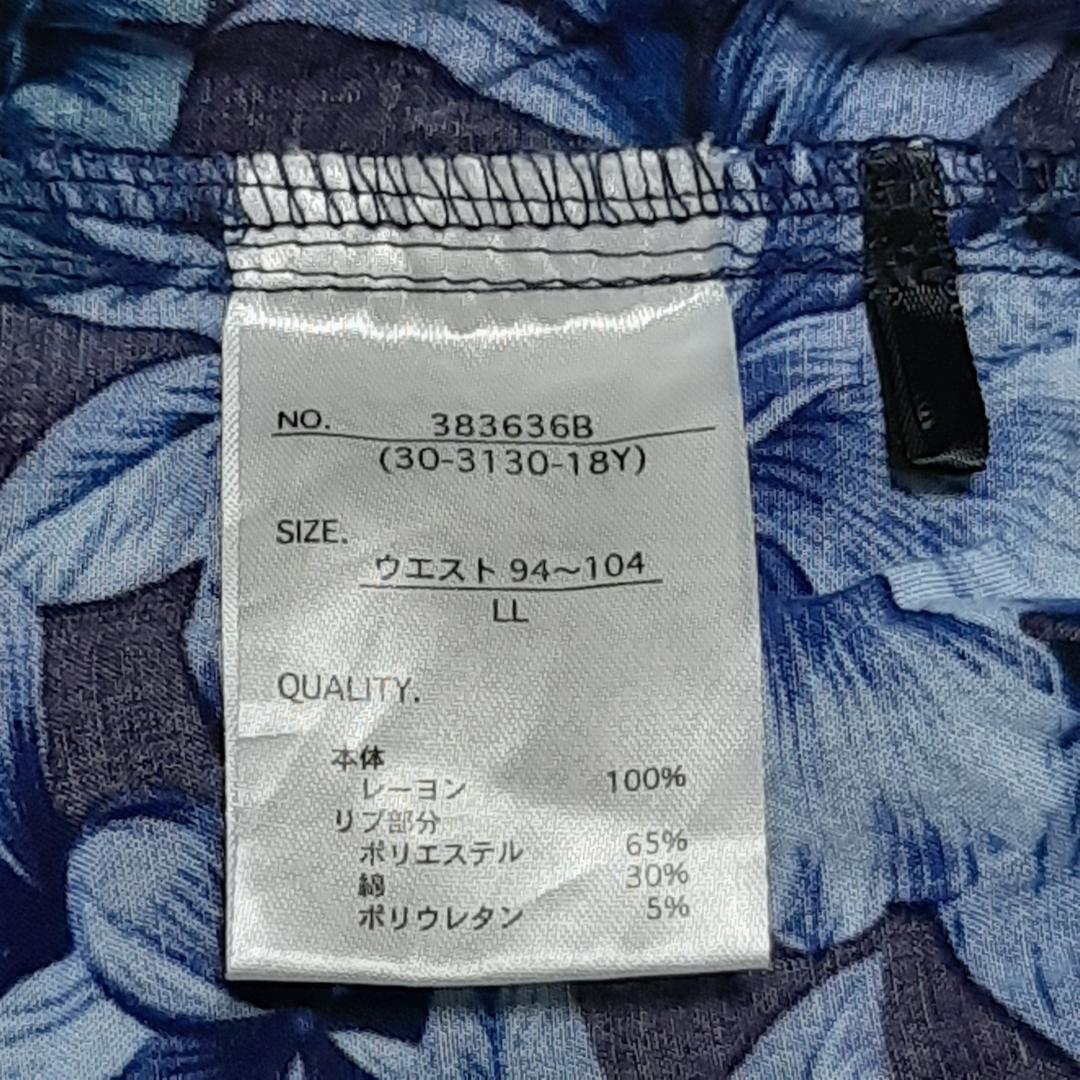 NO. 383636B
(30-3130-18Y)
SIZE.
ウエスト 94〜104
LL
QUALITY.
本体
レーヨン 100%
リブ部分
ポリエステル 65%
綿 30%
ポリウレタン 5%